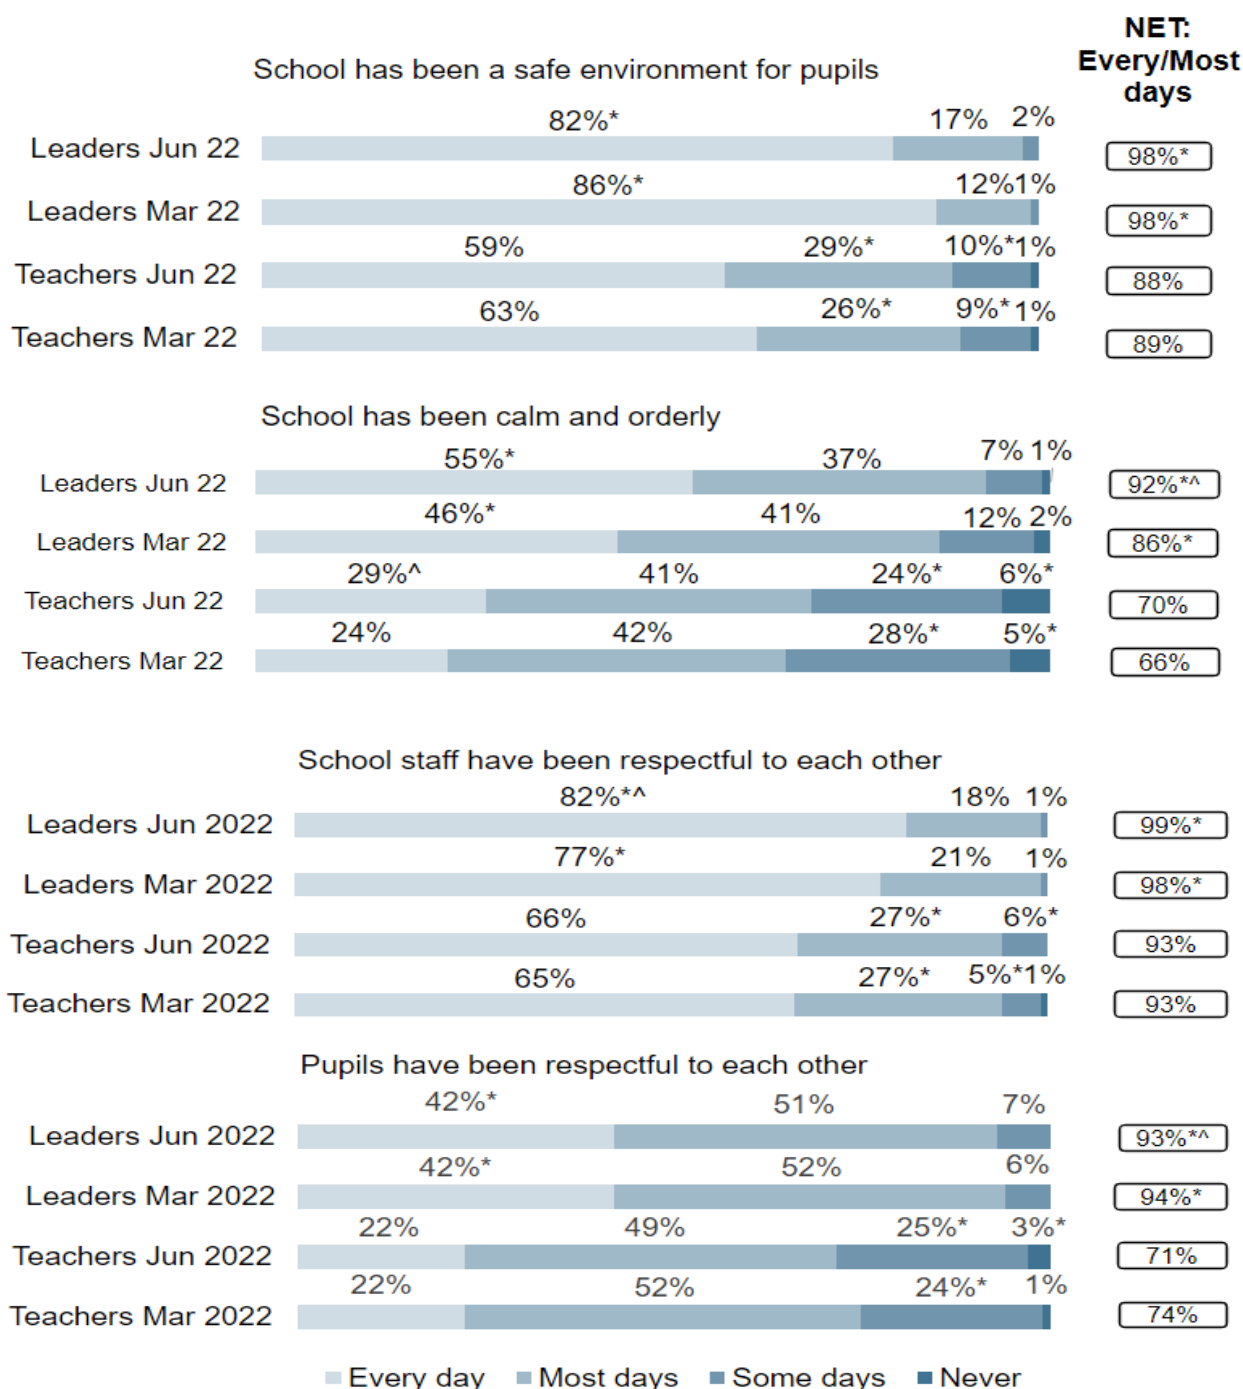 NET:
Every/Most
days
School has been a safe environment for pupils
82%* 17% 2%
Leaders Jun 22 98%*
86%* 12% 1%
Leaders Mar 22 98%*
59% 29%* 10%* 1%
Teachers Jun 22 88%
63% 26%* 9%* 1%
Teachers Mar 22 89%
School has been calm and orderly
55%* 37% 7% 1%
Leaders Jun 22 92%*^
46%* 41% 12% 2%
Leaders Mar 22 86%*
29%^ 41% 24%* 6%*
Teachers Jun 22 70%
24% 42% 28%* 5%*
Teachers Mar 22 66%
School staff have been respectful to each other
82%*^ 18% 1%
Leaders Jun 2022 99%*
77%* 21% 1%
Leaders Mar 2022 98%*
66% 27%* 6%*
Teachers Jun 2022 93%
65% 27%* 5%* 1%
Teachers Mar 2022 93%
Pupils have been respectful to each other
42%* 51% 7%
Leaders Jun 2022 93%*^
42%* 52% 6%
Leaders Mar 2022 94%*
22% 49% 25%* 3%*
Teachers Jun 2022 71%
22% 52% 24%* 1%
Teachers Mar 2022 74%
Every day Most days Some days Never